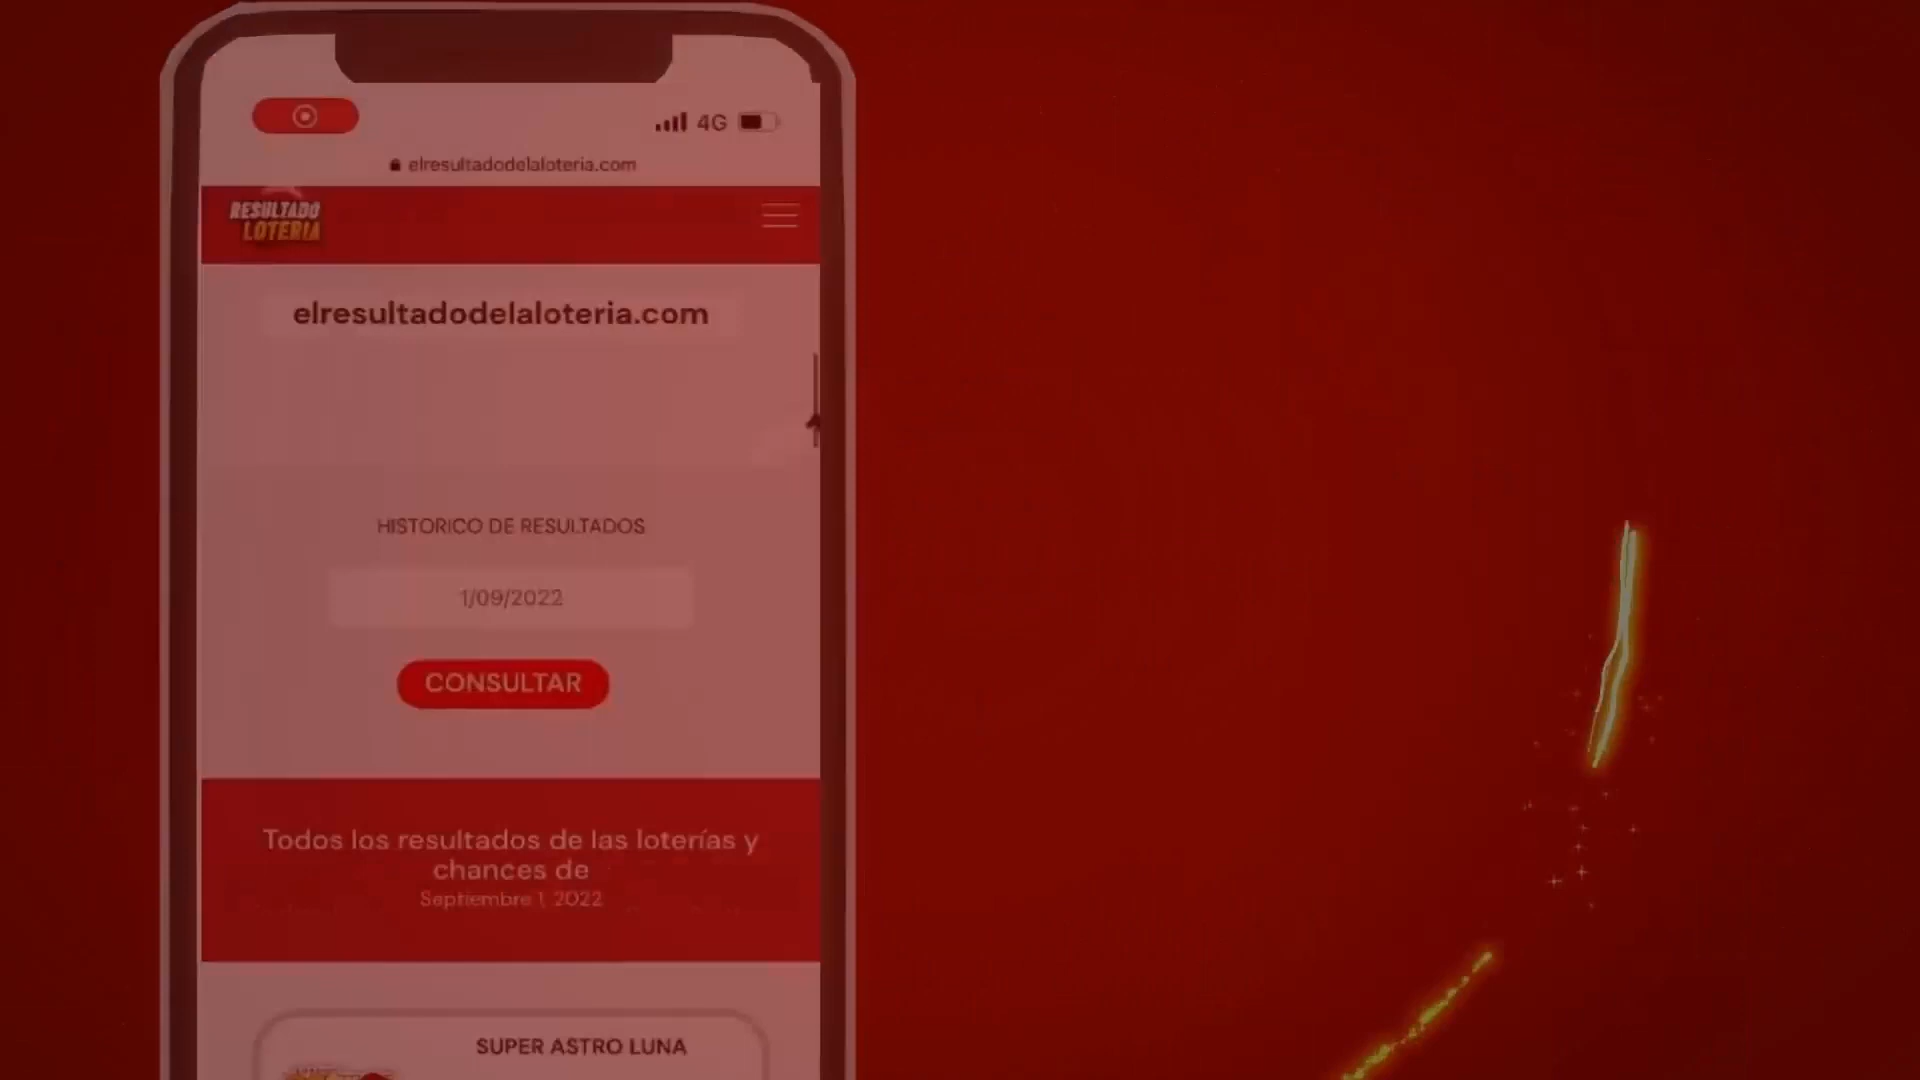 4G
elresultadodelaloteria.com
RESULTADO
LOTERIA
elresultadodelaloteria.com
HISTORICO DE RESULTADOS
1/09/2022
CONSULTAR
Todos los resultados de las loterías y
chances de
Septiembre 1, 2022
SUPER ASTRO LUNA